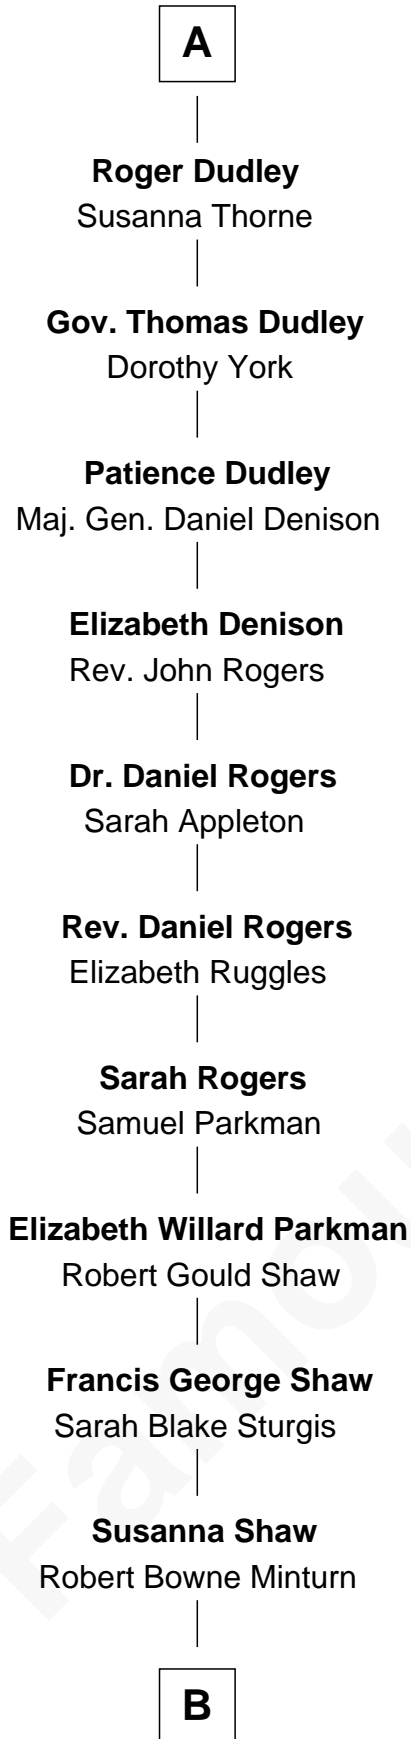 A
Roger Dudley
Susanna Thorne
Gov. Thomas Dudley
Dorothy York
Patience Dudley
Maj. Gen. Daniel Denison
Elizabeth Denison
Rev. John Rogers
Dr. Daniel Rogers
Sarah Appleton
Rev. Daniel Rogers
Elizabeth Ruggles
Sarah Rogers
Samuel Parkman
Elizabeth Willard Parkman
Robert Gould Shaw
Francis George Shaw
Sarah Blake Sturgis
Susanna Shaw
Robert Bowne Minturn
B
Famou